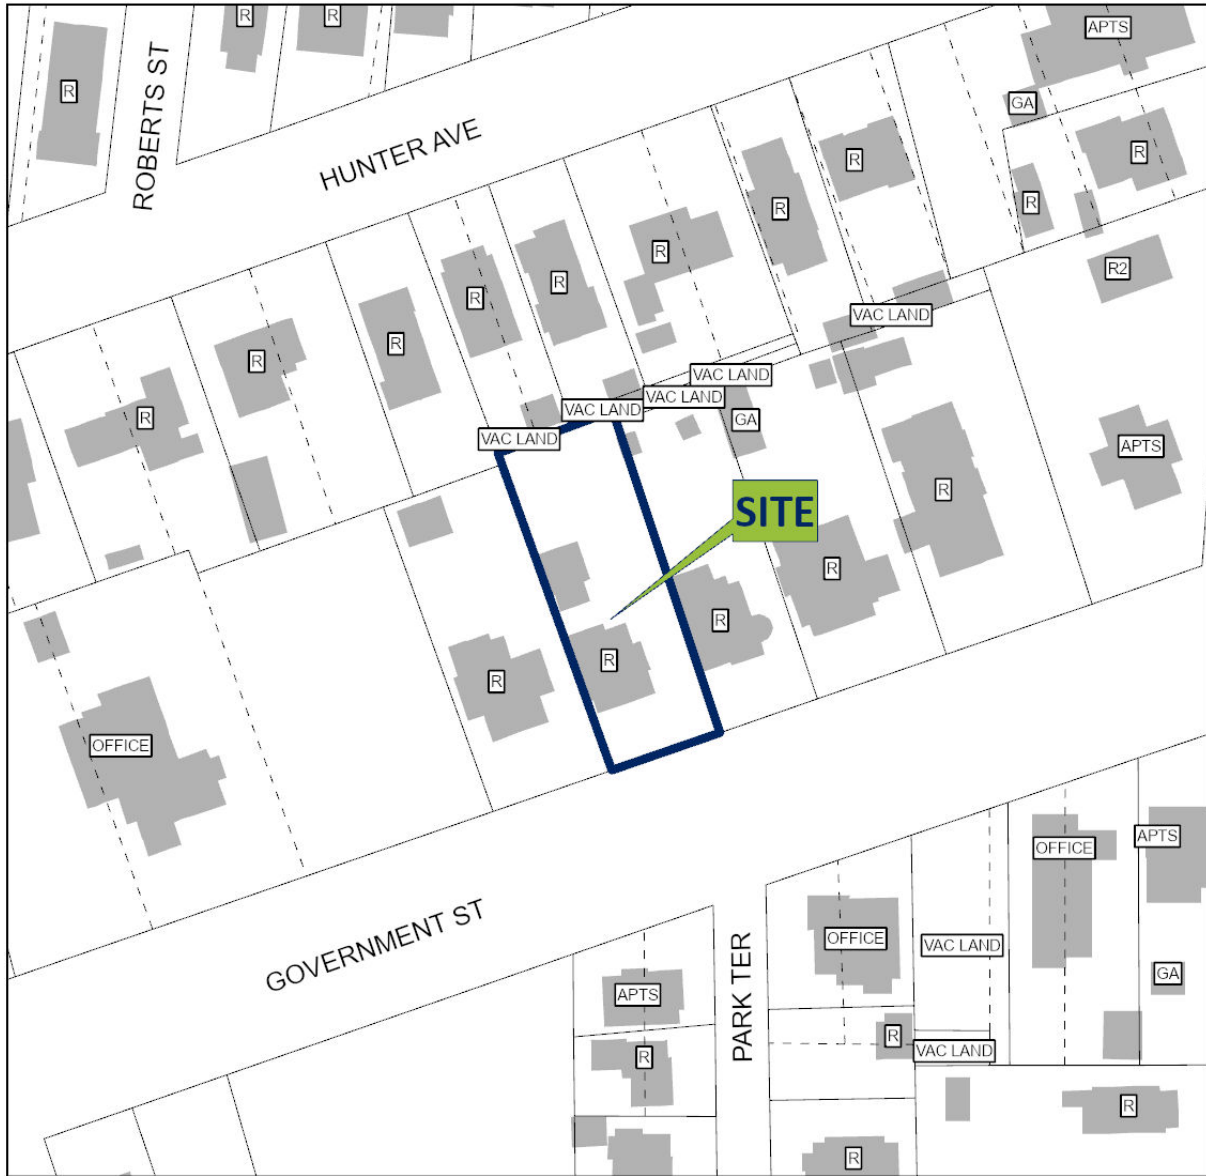 R
R
APTS
R
ROBERTS ST
HUNTER AVE
GA
R
R
R
R
R
R2
R
R
VAC LAND
R
R
VAC LAND
VAC LAND
VAC LAND
R
GA
VAC LAND
APTS
R
SITE
R
R
R
R
OFFICE
APTS
OFFICE
GOVERNMENT ST
OFFICE
VAC LAND
GA
APTS
PARK TER
R
VAC LAND
R
R
R